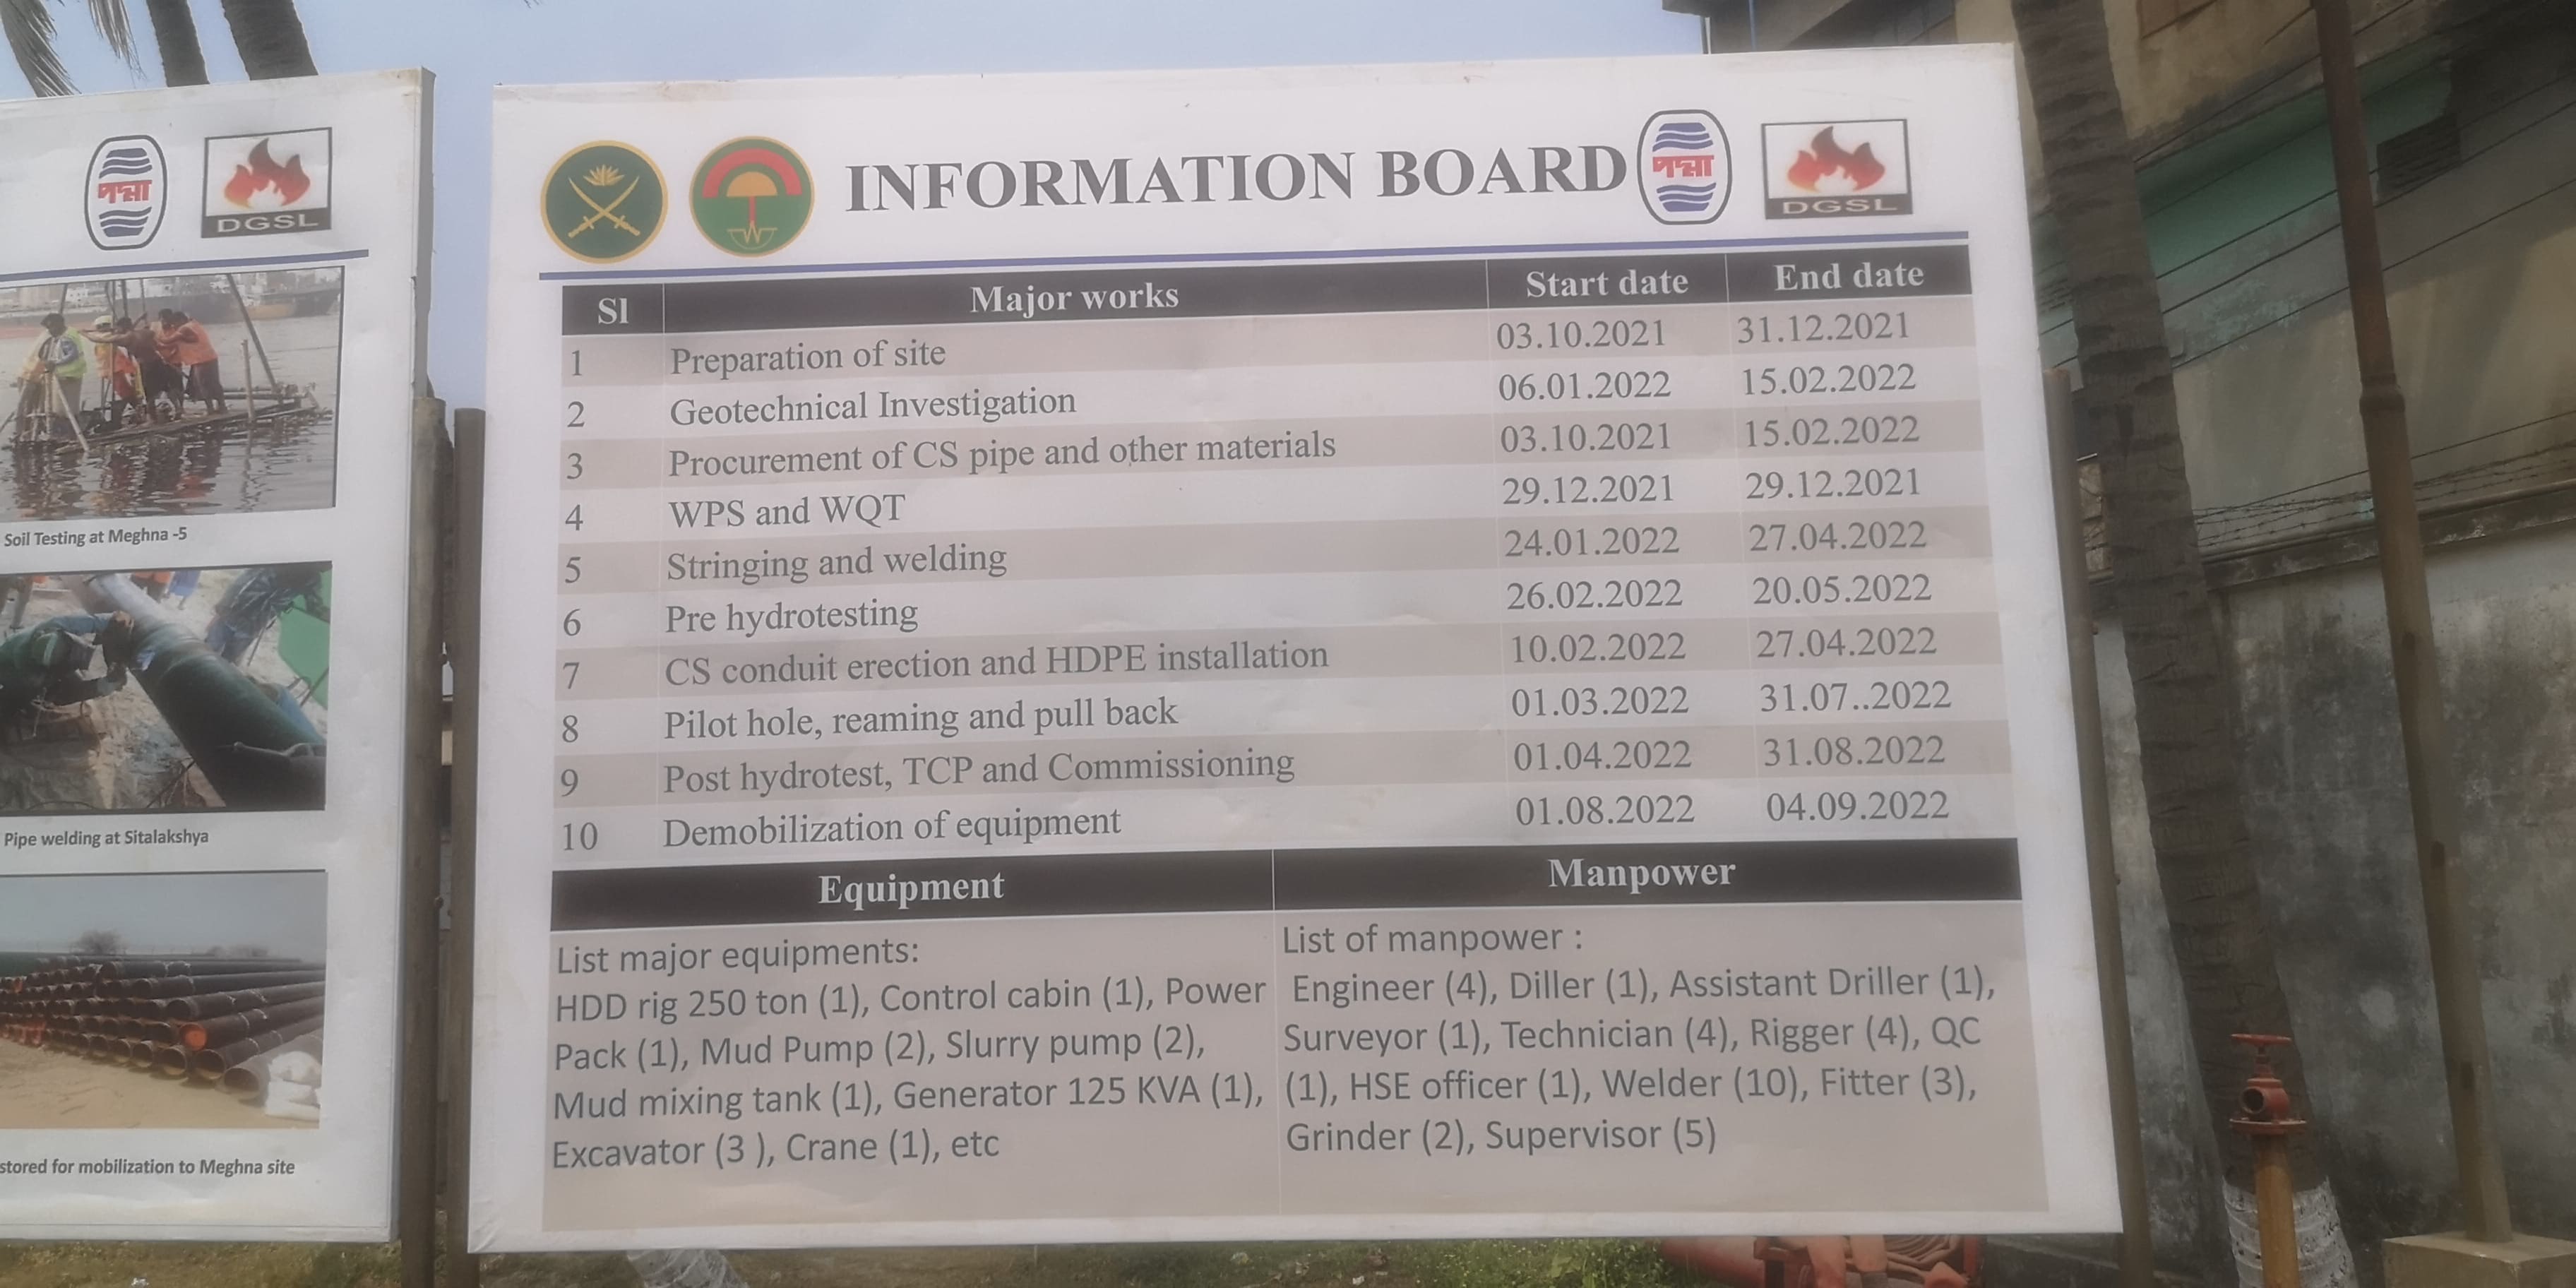 পদ্মা
DGSL
Soil Testing at Meghna -5
Pipe welding at Sitalakshya
stored for mobilization to Meghna site
INFORMATION BOARD
পদ্মা
DGSL
Sl Major works Start date End date
1 Preparation of site 03.10.2021 31.12.2021
2 Geotechnical Investigation 06.01.2022 15.02.2022
3 Procurement of CS pipe and other materials 03.10.2021 15.02.2022
4 WPS and WQT 29.12.2021 29.12.2021
5 Stringing and welding 24.01.2022 27.04.2022
6 Pre hydrotesting 26.02.2022 20.05.2022
7 CS conduit erection and HDPE installation 10.02.2022 27.04.2022
8 Pilot hole, reaming and pull back 01.03.2022 31.07..2022
9 Post hydrotest, TCP and Commissioning 01.04.2022 31.08.2022
10 Demobilization of equipment 01.08.2022 04.09.2022
Equipment
List major equipments:
HDD rig 250 ton (1), Control cabin (1), Power
Pack (1), Mud Pump (2), Slurry pump (2),
Mud mixing tank (1), Generator 125 KVA (1),
Excavator (3 ), Crane (1), etc
Manpower
List of manpower :
Engineer (4), Diller (1), Assistant Driller (1),
Surveyor (1), Technician (4), Rigger (4), QC
(1), HSE officer (1), Welder (10), Fitter (3),
Grinder (2), Supervisor (5)